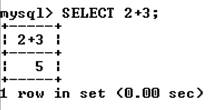 mysql> SELECT 2+3;
+-----+
| 2+3 |
+-----+
|   5 |
+-----+
1 row in set (0.00 sec)